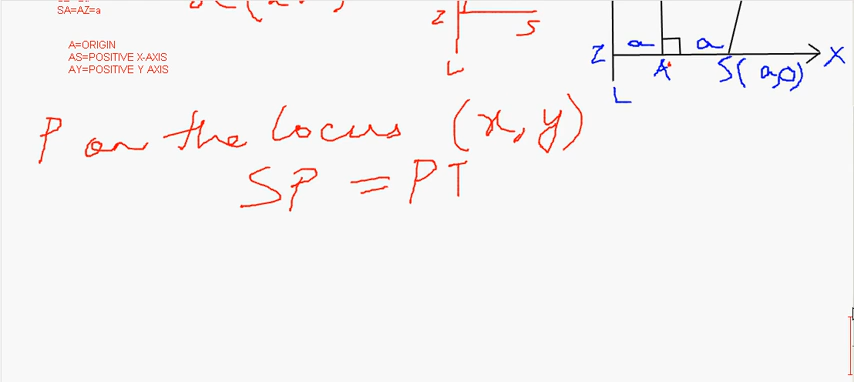 SA=AZ=a
A=ORIGIN
AS=POSITIVE X-AXIS
AY=POSITIVE Y AXIS
Z S
L
a a
Z A S(a,0) X
L
P on the locus (x,y)
SP = PT